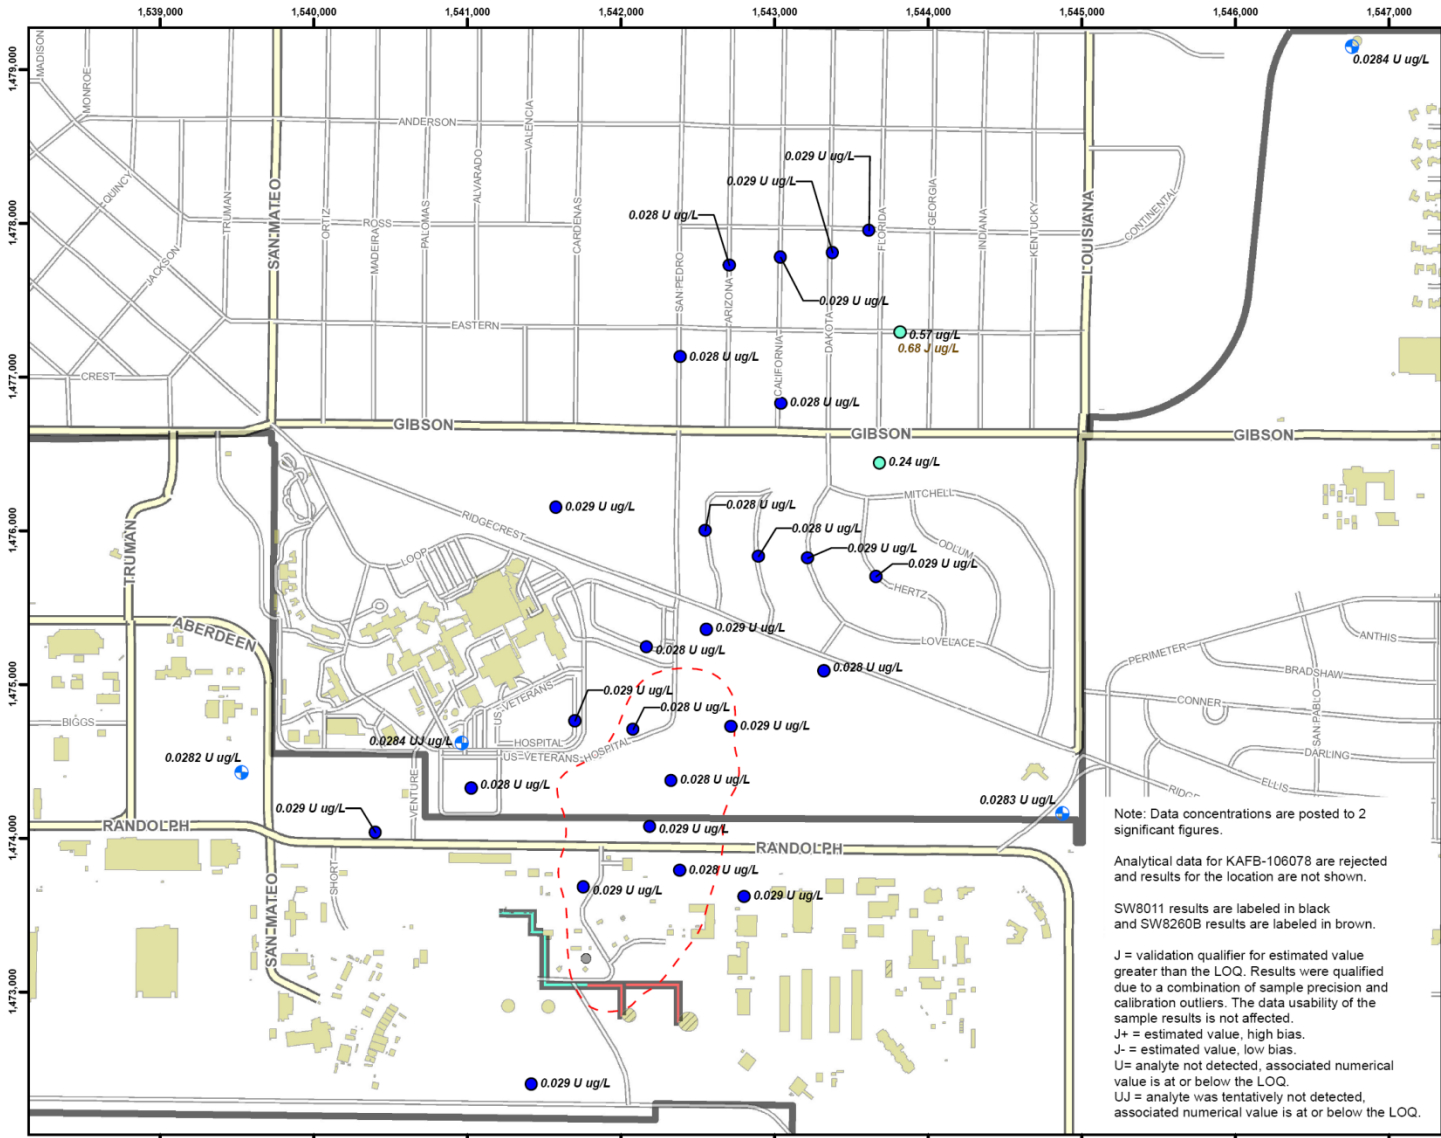 1,539,000
1,540,000
1,541,000
1,542,000
1,543,000
1,544,000
1,545,000
1,546,000
1,547,000
1,479,000
1,478,000
1,477,000
1,476,000
1,475,000
1,474,000
1,473,000
MADISON
MONROE
VALENCIA
ANDERSON
QUINCY
TRUMAN
SAN MATEO
ORTIZ
MADEIRA
PALOMAS
ALVARADO
ROSS
CARDENAS
JACKSON
SAN PEDRO
ARIZONA
CALIFORNIA
DAKOTA
FLORIDA
GEORGIA
INDIANA
KENTUCKY
LOUISIANA
CONTINENTAL
0.0284 U ug/L
0.029 U ug/L
0.029 U ug/L
0.028 U ug/L
0.029 U ug/L
EASTERN
0.57 ug/L
0.68 J ug/L
0.028 U ug/L
CREST
0.028 U ug/L
GIBSON
GIBSON
GIBSON
0.24 ug/L
MITCHELL
0.029 U ug/L
0.028 U ug/L
RIDGECREST
0.028 U ug/L
TRUMAN
LOOP
0.029 U ug/L
ODLUM
0.029 U ug/L
HERTZ
ABERDEEN
0.029 U ug/L
LOVELACE
0.028 U ug/L
0.028 U ug/L
ANTHIS
PERIMETER
BRADSHAW
CONNER
SAN PABLO
DARLING
ELLIS
US-VETERANS
0.029 U ug/L
0.028 U ug/L
0.029 U ug/L
BIGGS
0.0284 UJ ug/L
HOSPITAL
US-VETERANS-HOSPITAL
0.0282 U ug/L
0.028 U ug/L
VENTURE
0.028 U ug/L
0.0283 U ug/L
0.029 U ug/L
RANDOLPH
0.029 U ug/L
RANDOLPH
SHORT
0.028 U ug/L
0.029 U ug/L
0.029 U ug/L
SAN MATEO
0.029 U ug/L
Note: Data concentrations are posted to 2
significant figures.
Analytical data for KAFB-106078 are rejected
and results for the location are not shown.
SW8011 results are labeled in black
and SW8260B results are labeled in brown.
J = validation qualifier for estimated value
greater than the LOQ. Results were qualified
due to a combination of sample precision and
calibration outliers. The data usability of the
sample results is not affected.
J+ = estimated value, high bias.
J- = estimated value, low bias.
U= analyte not detected, associated numerical
value is at or below the LOQ.
UJ = analyte was tentatively not detected,
associated numerical value is at or below the LOQ.